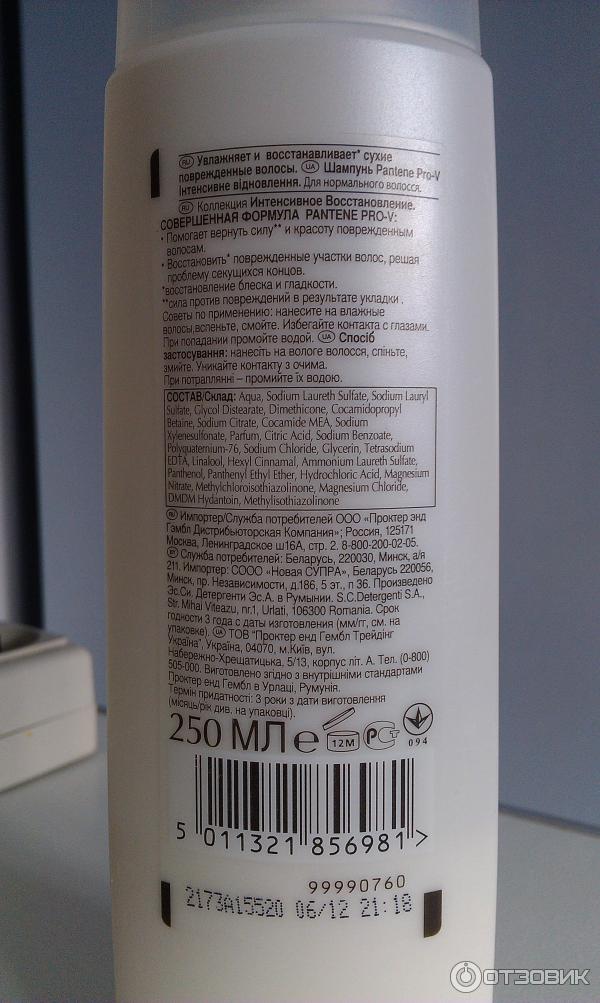 RU Увлажняет и восстанавливает* сухие
поврежденные волосы. UA Шампунь Pantene Pro-V
Інтенсивне відновлення. Для нормального волосся.
RU Коллекция Интенсивное Восстановление.
СОВЕРШЕННАЯ ФОРМУЛА PANTENE PRO-V:
• Помогает вернуть силу** и красоту поврежденным
волосам.
• Восстановить* поврежденные участки волос, решая
проблему секущихся концов.
*восстановление блеска и гладкости.
**сила против повреждений в результате укладки .
Советы по применению: нанесите на влажные
волосы,вспеньте, смойте. Избегайте контакта с глазами.
При попадании промойте водой. UA Спосіб
застосування: нанесіть на вологе волосся, спіньте,
змийте. Уникайте контакту з очима.
При потраплянні – промийте їх водою.
СОСТАВ/Склад: Aqua, Sodium Laureth Sulfate, Sodium Lauryl
Sulfate, Glycol Distearate, Dimethicone, Cocamidopropyl
Betaine, Sodium Citrate, Cocamide MEA, Sodium
Xylenesulfonate, Parfum, Citric Acid, Sodium Benzoate,
Polyquaternium-76, Sodium Chloride, Glycerin, Tetrasodium
EDTA, Linalool, Hexyl Cinnamal, Ammonium Laureth Sulfate,
Panthenol, Panthenyl Ethyl Ether, Hydrochloric Acid, Magnesium
Nitrate, Methylchloroisothiazolinone, Magnesium Chloride,
DMDM Hydantoin, Methylisothiazolinone
RU Импортер/Служба потребителей ООО «Проктер энд
Гэмбл Дистрибьюторская Компания»; Россия, 125171
Москва, Ленинградское ш16А, стр. 2. 8-800-200-02-05.
BY Служба потребителей: Беларусь, 220030, Минск, а/я
211. Импортер: СООО «Новая СУПРА», Беларусь 220056,
Минск, пр. Независимости, д.186, 5 эт., п 36. Произведено
Эс.Си. Детергенти Эс.А. в Румынии. S.C.Detergenti S.A.,
Str. Mihai Viteazu, nr.1, Urlati, 106300 Romania. Срок
годности 3 года с даты изготовления (мм/гг, см. на
упаковке). UA ТОВ "Проктер енд Гембл Трейдінг
Україна", Україна, 04070, м.Київ, вул.
Набережно-Хрещатицька, 5/13, корпус літ. А. Тел. (0-800)
505-000. Виготовлено згідно з внутрішніми стандартами
Проктер енд Гембл в Урлаці, Румунія.
Термін придатності: 3 роки з дати виготовлення
(місяць/рік див. на упаковці).
250 МЛ e 12M РСТ 094
5 011321 856981 >
99990760
2173A15520 06/12 21:18
ОТЗОВИК